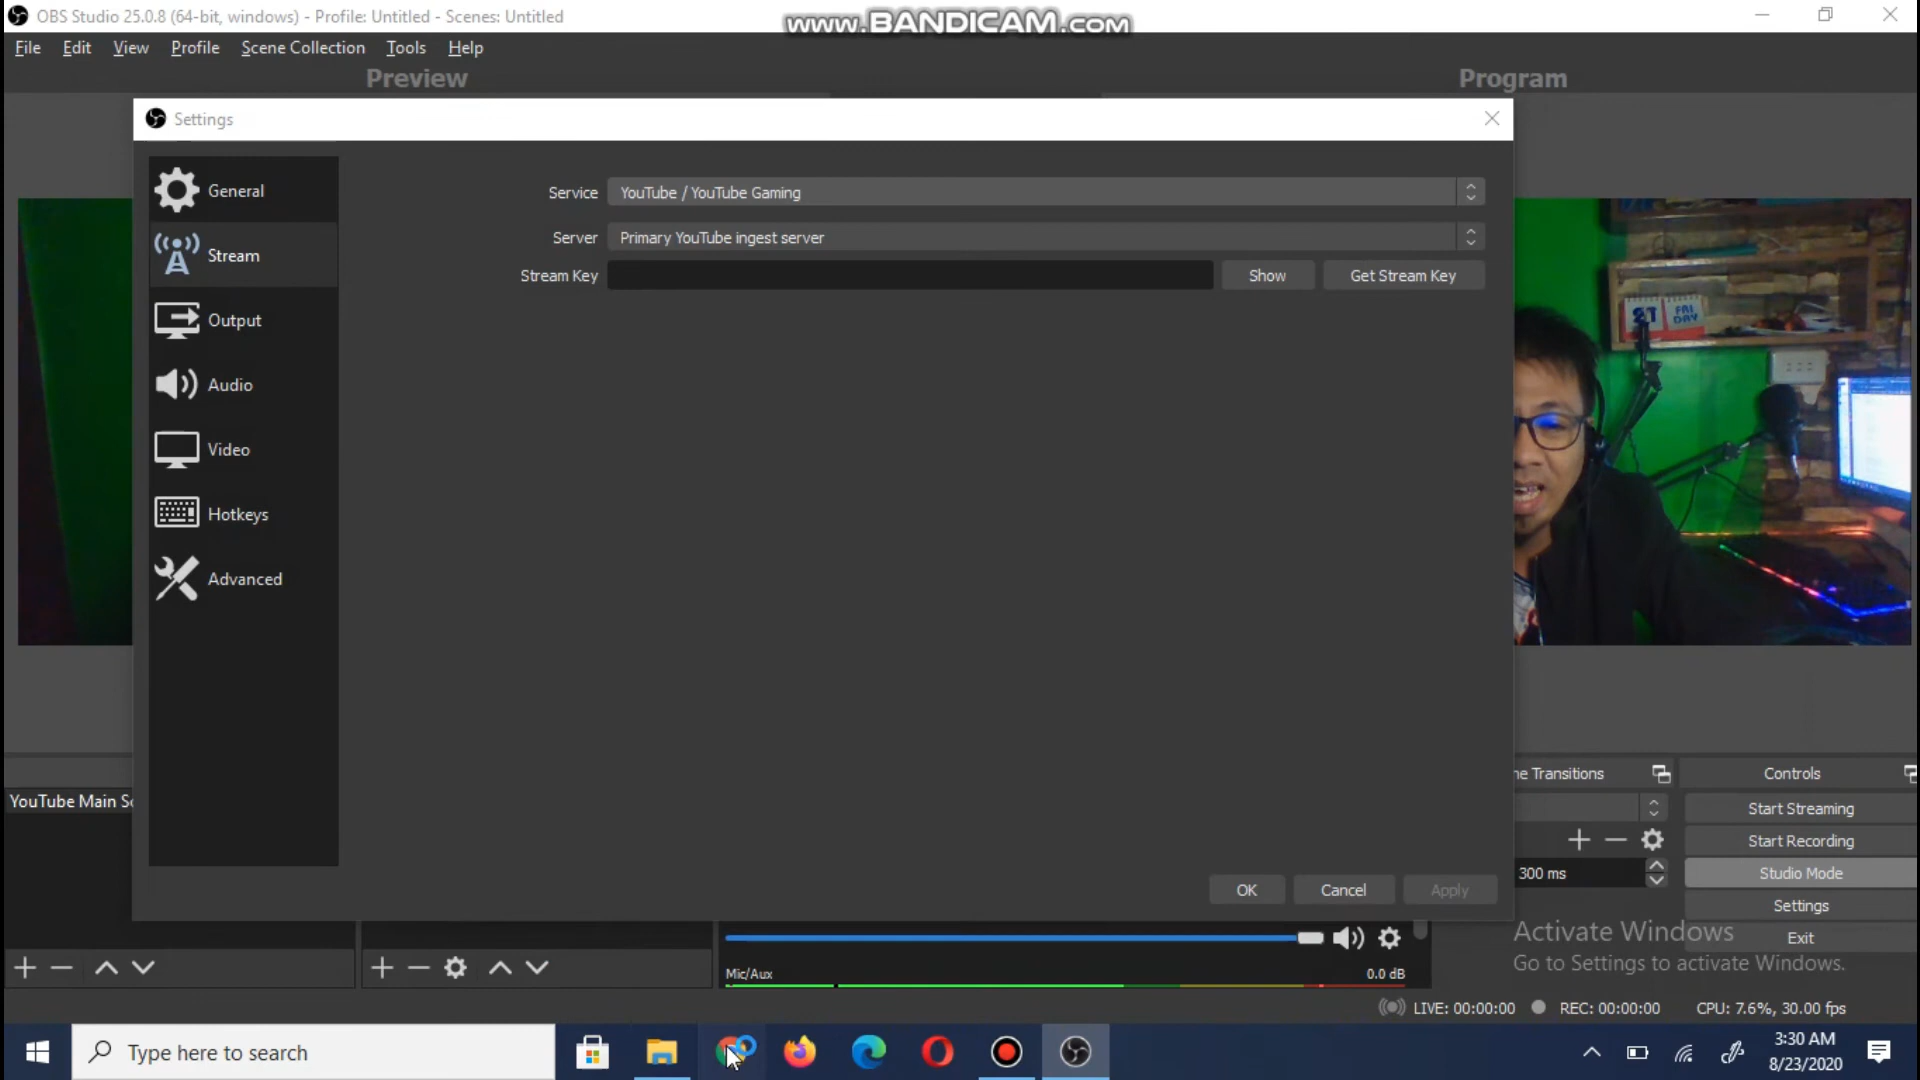 OBS Studio 25.0.8 (64-bit, windows) - Profile: Untitled - Scenes: Untitled
www.BANDICAM.com
File Edit View Profile Scene Collection Tools Help
Preview
Program
Settings
General
Stream
Output
Audio
Video
Hotkeys
Advanced
Service YouTube / YouTube Gaming
Server Primary YouTube ingest server
Stream Key Show Get Stream Key
21 FRI DAY
OK Cancel Apply
YouTube Main
Transitions
Controls
Start Streaming
Start Recording
300 ms
Studio Mode
Settings
Exit
Activate Windows
Go to Settings to activate Windows.
Mic/Aux 0.0 dB
LIVE: 00:00:00 REC: 00:00:00 CPU: 7.6%, 30.00 fps
Type here to search
3:30 AM
8/23/2020